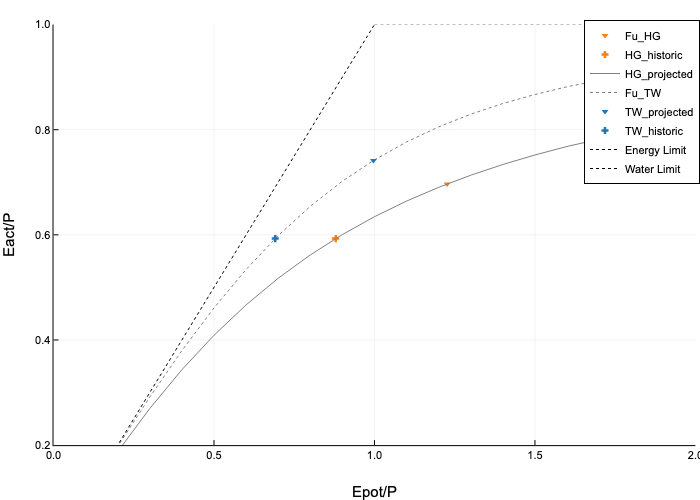 1.0
0.8
0.6
0.4
0.2
Eact/P
0.0
0.5
1.0
1.5
2.0
Epot/P
Fu_HG
HG_historic
HG_projected
Fu_TW
TW_projected
TW_historic
Energy Limit
Water Limit